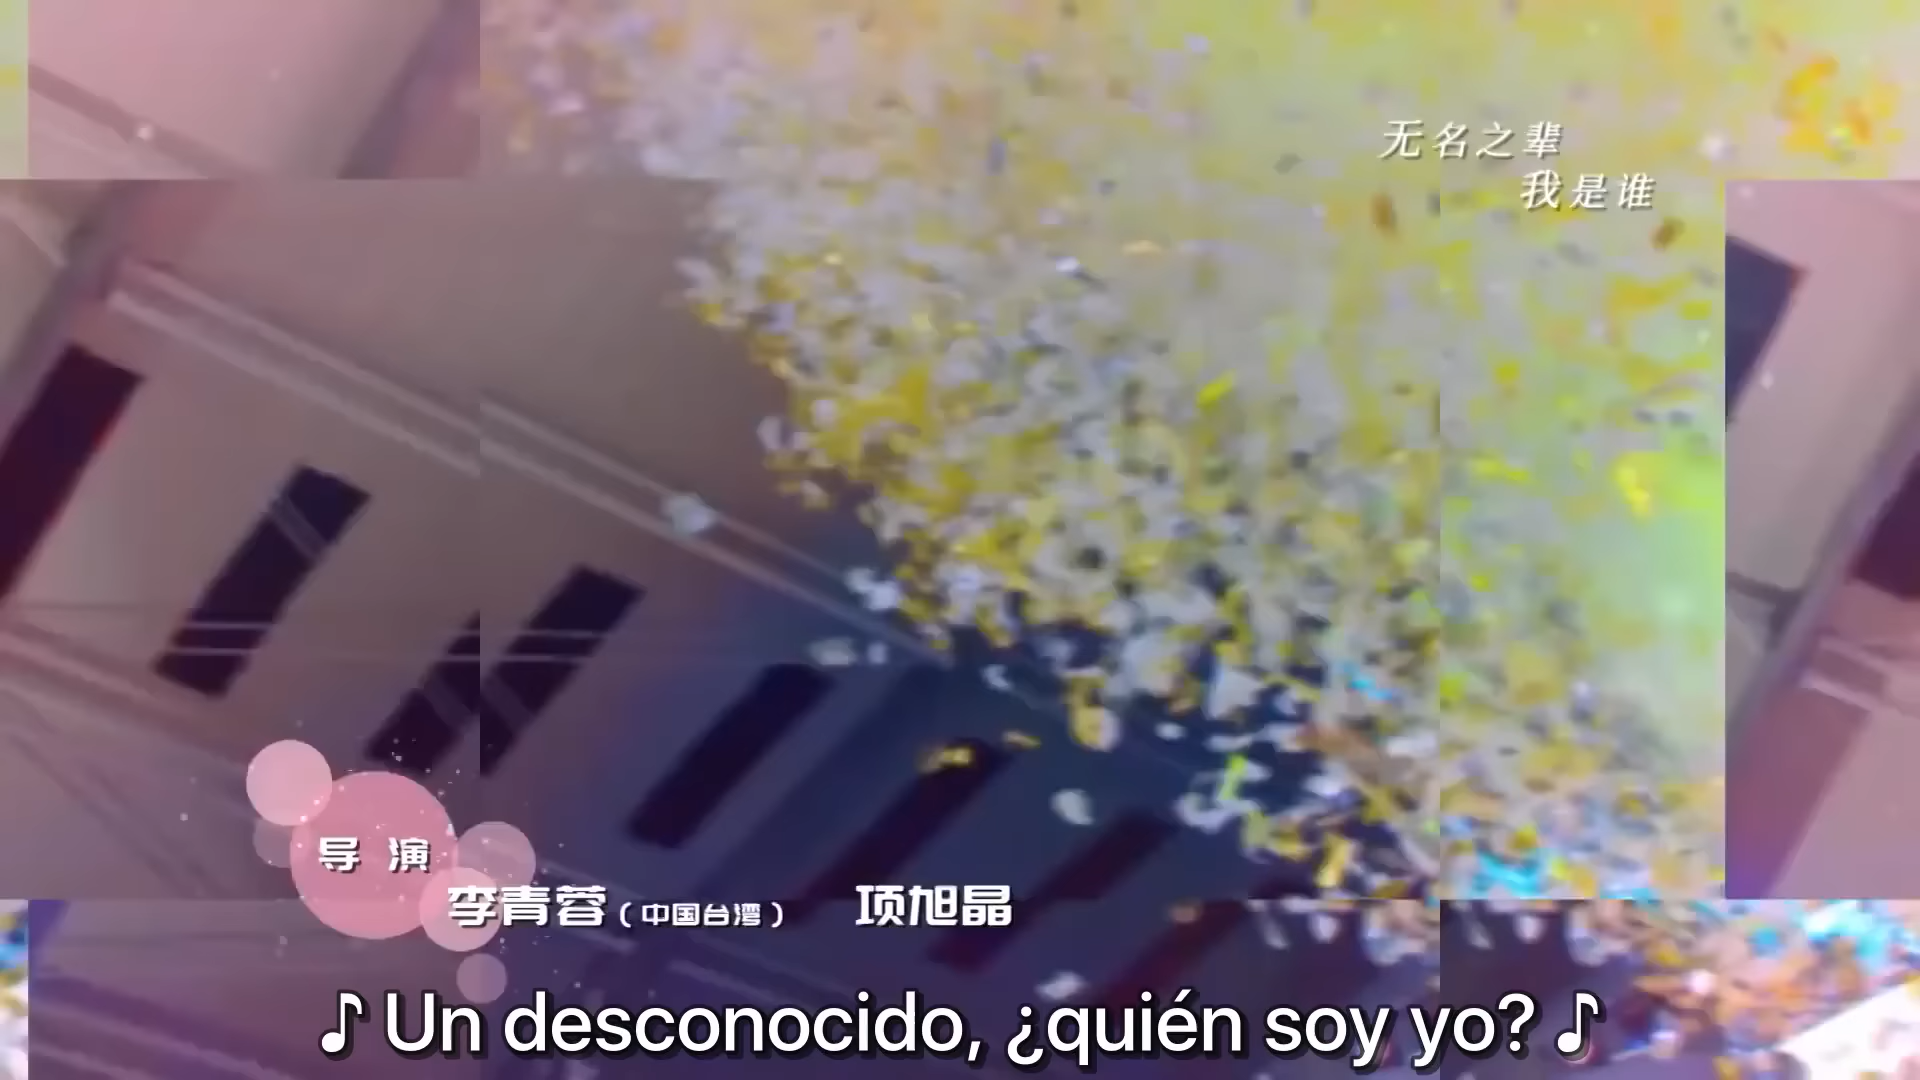 无名之辈
我是谁
导 演
李青蓉（中国台湾） 项旭晶
♪ Un desconocido, ¿quién soy yo? ♪